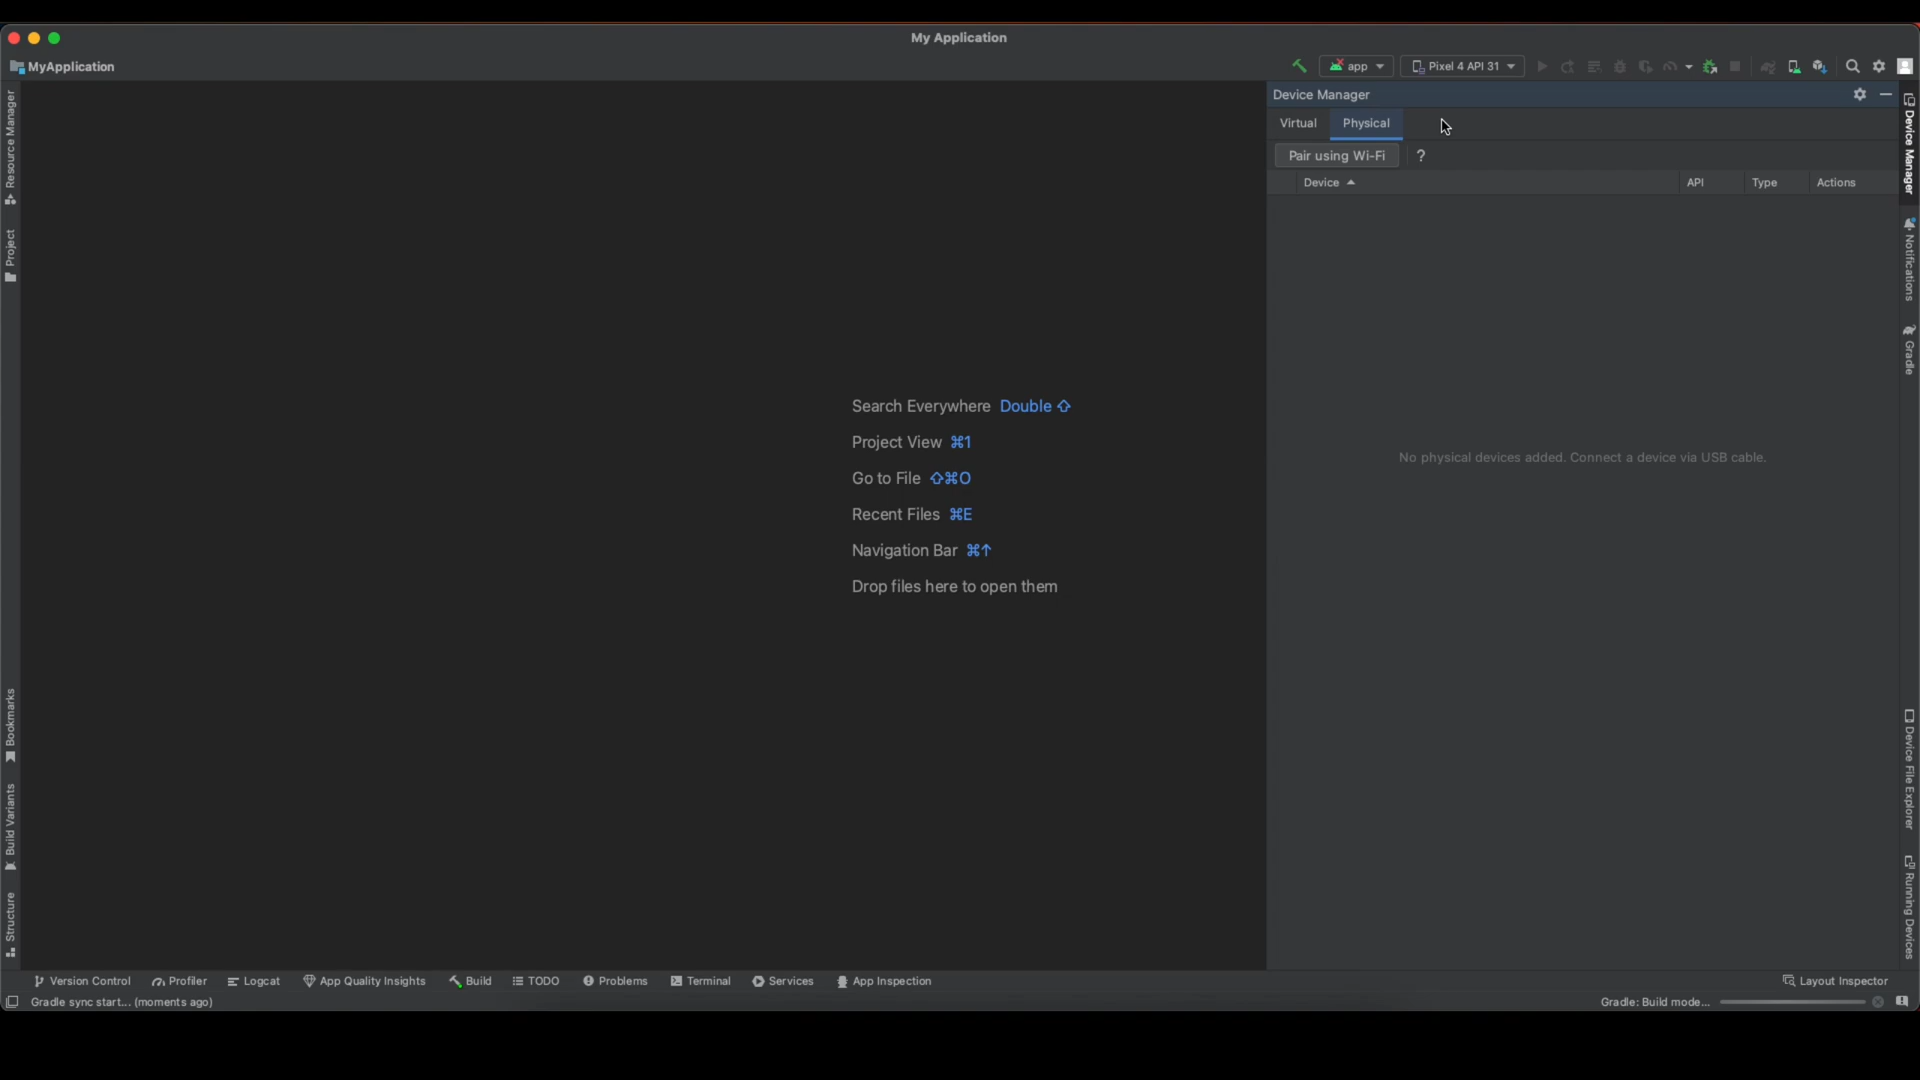 My Application
MyApplication
app
Pixel 4 API 31
Device Manager
Virtual
Physical
Pair using Wi-Fi
?
Device
API
Type
Actions
No physical devices added. Connect a device via USB cable.
Search Everywhere Double ⇧
Project View ⌘1
Go to File ⇧⌘O
Recent Files ⌘E
Navigation Bar ⌘↑
Drop files here to open them
Resource Manager
Project
Bookmarks
Build Variants
Structure
Device Manager
Notifications
Gradle
Device File Explorer
Running Devices
Version Control
Profiler
Logcat
App Quality Insights
Build
TODO
Problems
Terminal
Services
App Inspection
Layout Inspector
Gradle sync start... (moments ago)
Gradle: Build mode...